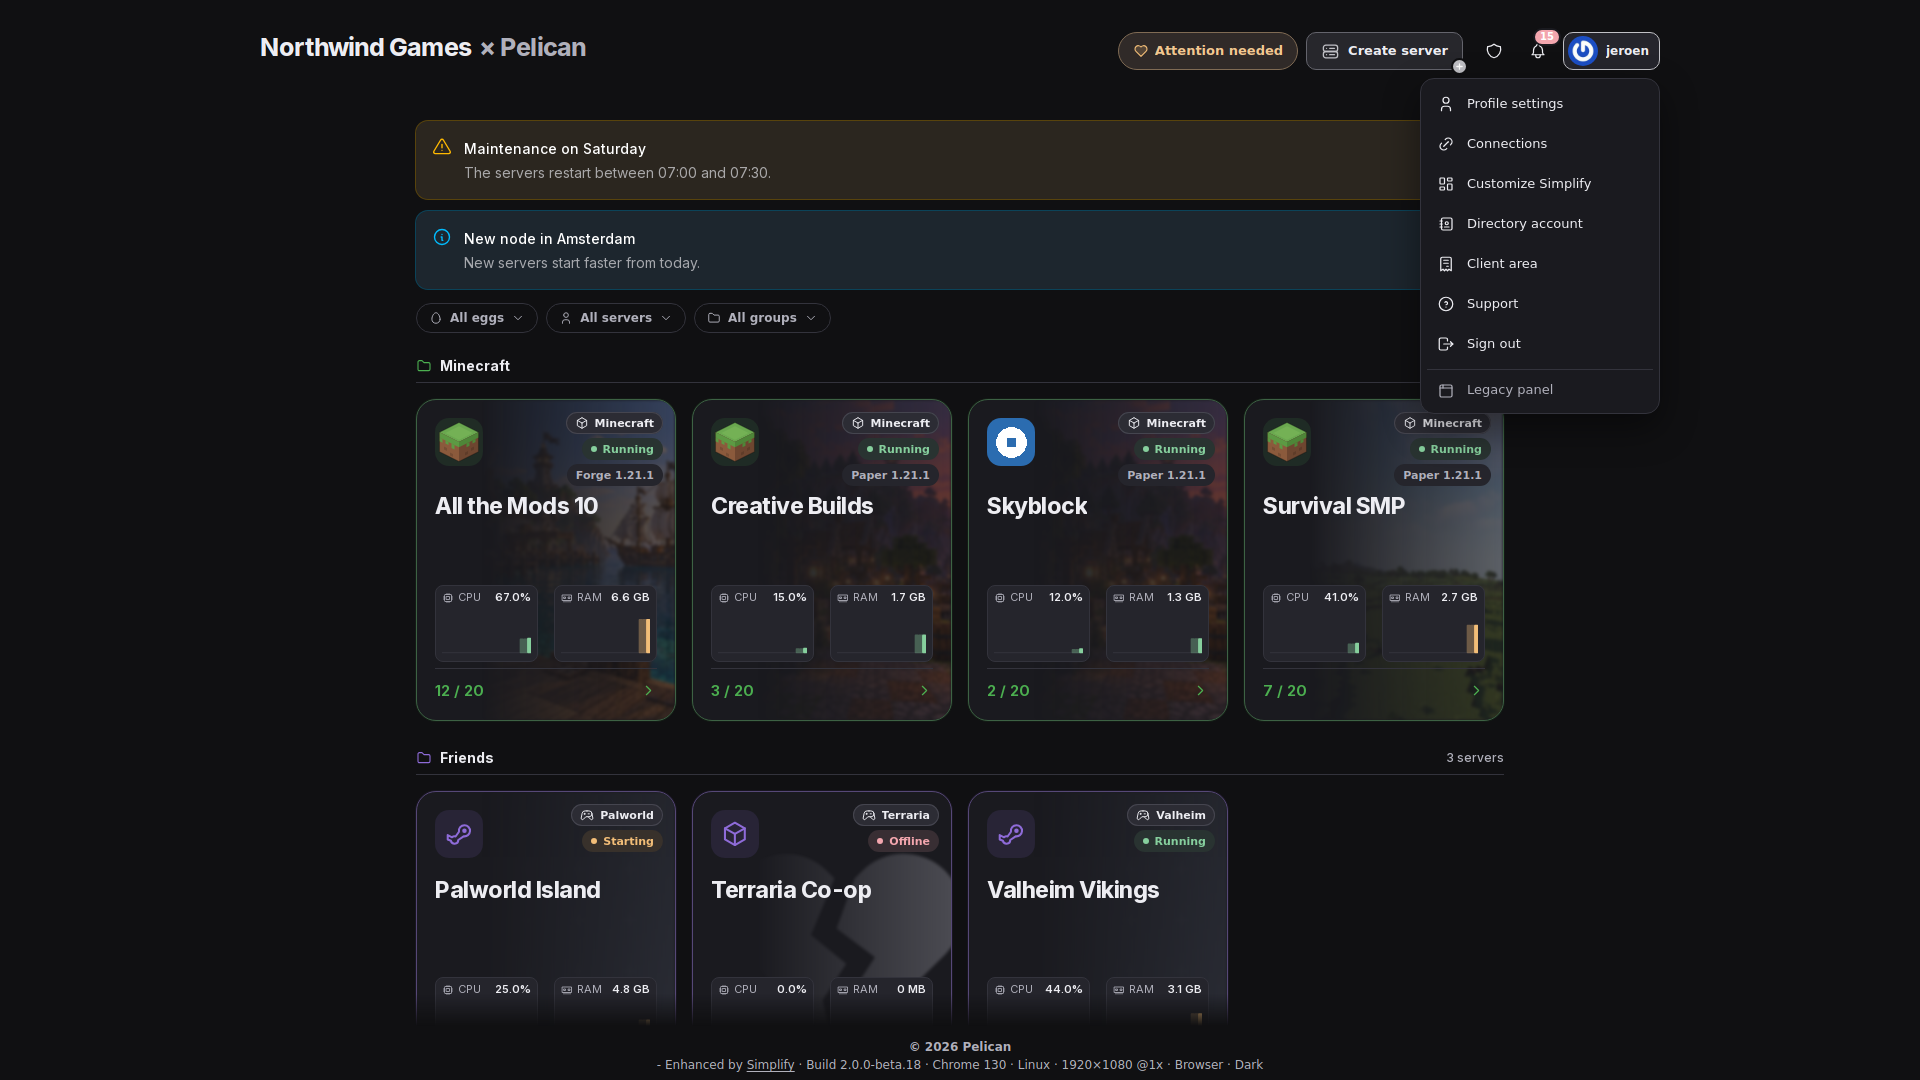 Northwind Games × Pelican
Attention needed
Create server
15
jeroen
Profile settings
Connections
Customize Simplify
Directory account
Client area
Support
Sign out
Legacy panel
Maintenance on Saturday
The servers restart between 07:00 and 07:30.
New node in Amsterdam
New servers start faster from today.
All eggs
All servers
All groups
Minecraft
Minecraft
Running
Forge 1.21.1
All the Mods 10
CPU 67.0%
RAM 6.6 GB
12 / 20
Minecraft
Running
Paper 1.21.1
Creative Builds
CPU 15.0%
RAM 1.7 GB
3 / 20
Minecraft
Running
Paper 1.21.1
Skyblock
CPU 12.0%
RAM 1.3 GB
2 / 20
Minecraft
Running
Paper 1.21.1
Survival SMP
CPU 41.0%
RAM 2.7 GB
7 / 20
Friends
3 servers
Palworld
Starting
Palworld Island
CPU 25.0%
RAM 4.8 GB
Terraria
Offline
Terraria Co-op
CPU 0.0%
RAM 0 MB
Valheim
Running
Valheim Vikings
CPU 44.0%
RAM 3.1 GB
© 2026 Pelican
- Enhanced by Simplify · Build 2.0.0-beta.18 · Chrome 130 · Linux · 1920×1080 @1x · Browser · Dark